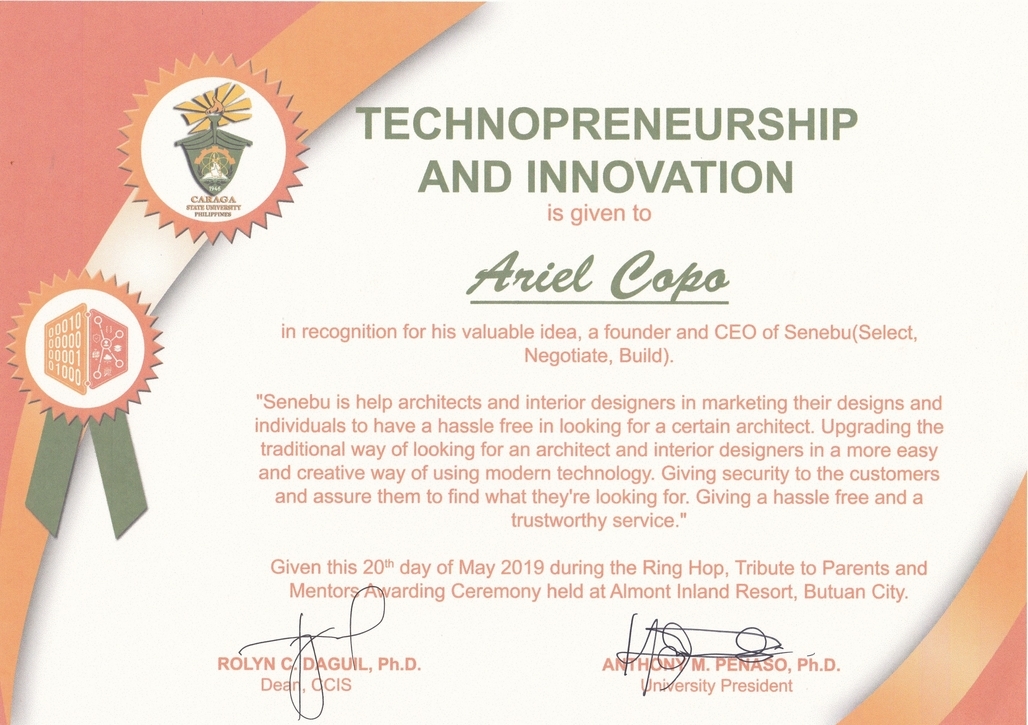 TECHNOPRENEURSHIP
AND INNOVATION
is given to
Ariel Copo
in recognition for his valuable idea, a founder and CEO of Senebu(Select,
Negotiate, Build).
"Senebu is help architects and interior designers in marketing their designs and
individuals to have a hassle free in looking for a certain architect. Upgrading the
traditional way of looking for an architect and interior designers in a more easy
and creative way of using modern technology. Giving security to the customers
and assure them to find what they're looking for. Giving a hassle free and a
trustworthy service."
Given this 20th day of May 2019 during the Ring Hop, Tribute to Parents and
Mentors Awarding Ceremony held at Almont Inland Resort, Butuan City.
ROLYN C. DAGUIL, Ph.D.
Dean, CCIS
ANTHONY M. PENASO, Ph.D.
University President
1946
CARAGA
STATE UNIVERSITY
PHILIPPINES
00010
0000
00001
01000